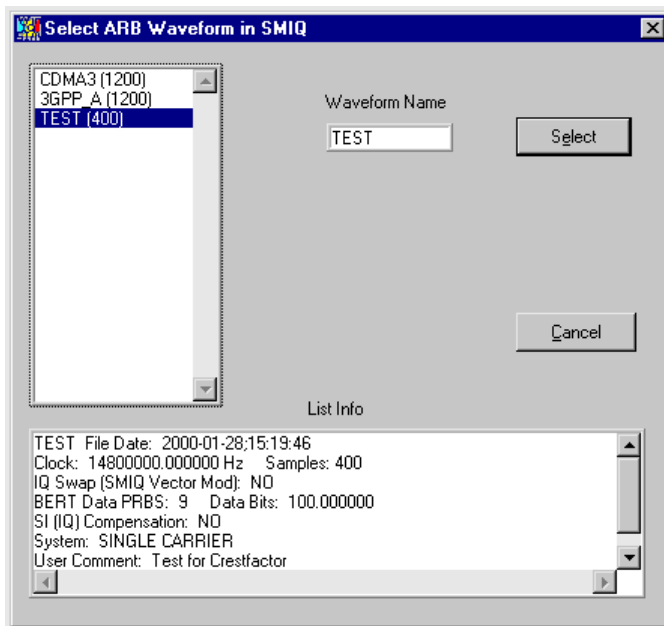 Select ARB Waveform in SMIQ
CDMA3 (1200)
3GPP_A (1200)
TEST (400)
Waveform Name
TEST
Select
Cancel
List Info
TEST  File Date:  2000-01-28;15:19:46
Clock:  14800000.000000 Hz    Samples: 400
IQ Swap (SMIQ Vector Mod):  NO
BERT Data PRBS:  9    Data Bits:  100.000000
SI (IQ) Compensation:  NO
System:  SINGLE CARRIER
User Comment:  Test for Crestfactor